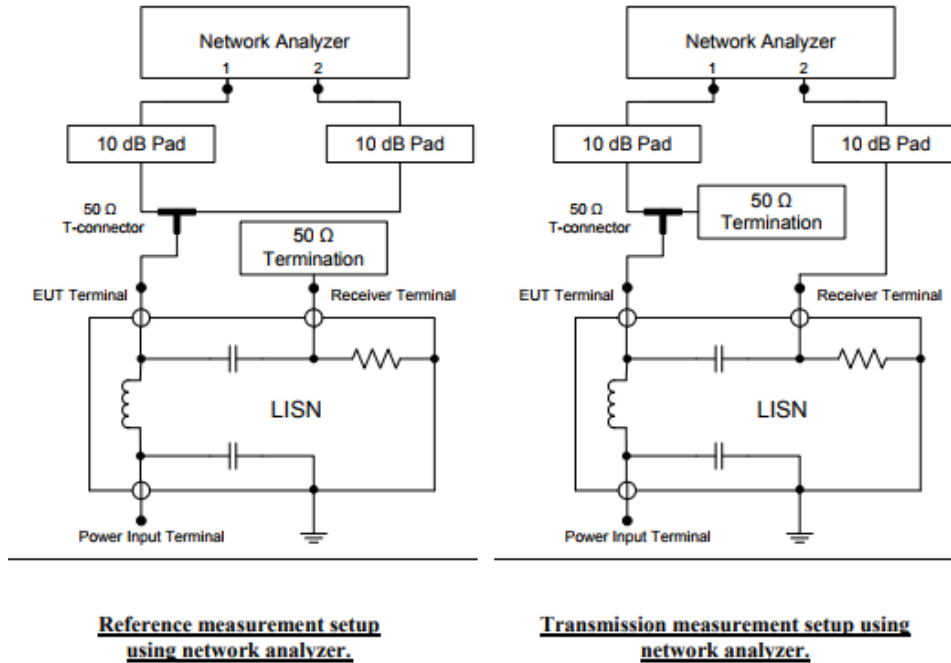 Network Analyzer
1 2
10 dB Pad
10 dB Pad
50 Ω
T-connector
50 Ω
Termination
EUT Terminal
Receiver Terminal
LISN
Power Input Terminal
Reference measurement setup
using network analyzer.
Network Analyzer
1 2
10 dB Pad
10 dB Pad
50 Ω
T-connector
50 Ω
Termination
EUT Terminal
Receiver Terminal
LISN
Power Input Terminal
Transmission measurement setup using
network analyzer.